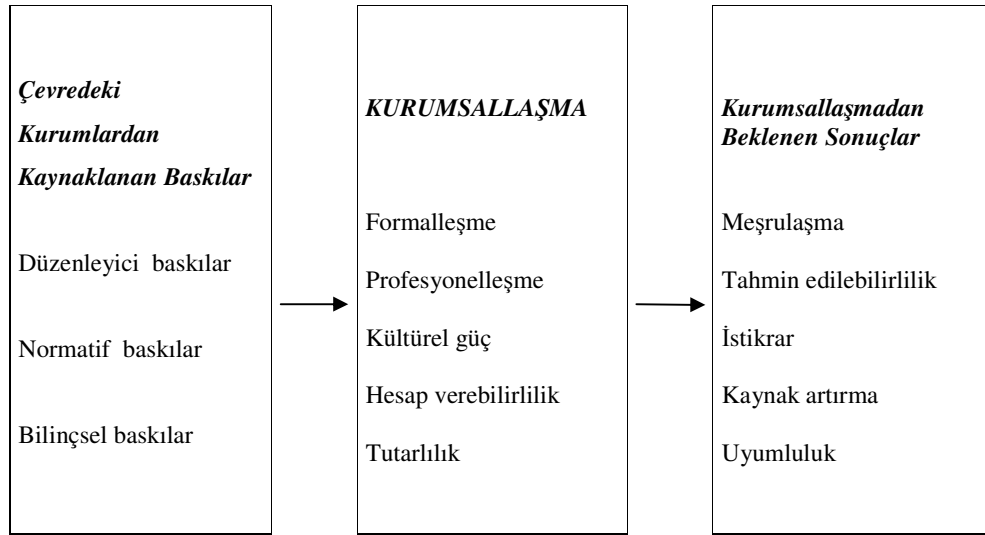 Çevredeki
Kurumlardan
Kaynaklanan Baskılar
Düzenleyici baskılar
Normatif baskılar
Bilinçsel baskılar
KURUMSALLAŞMA
Formalleşme
Profesyonelleşme
Kültürel güç
Hesap verebilirlilik
Tutarlılık
Kurumsallaşmadan
Beklenen Sonuçlar
Meşrulaşma
Tahmin edilebirlilik
İstikrar
Kaynak artırma
Uyumluluk